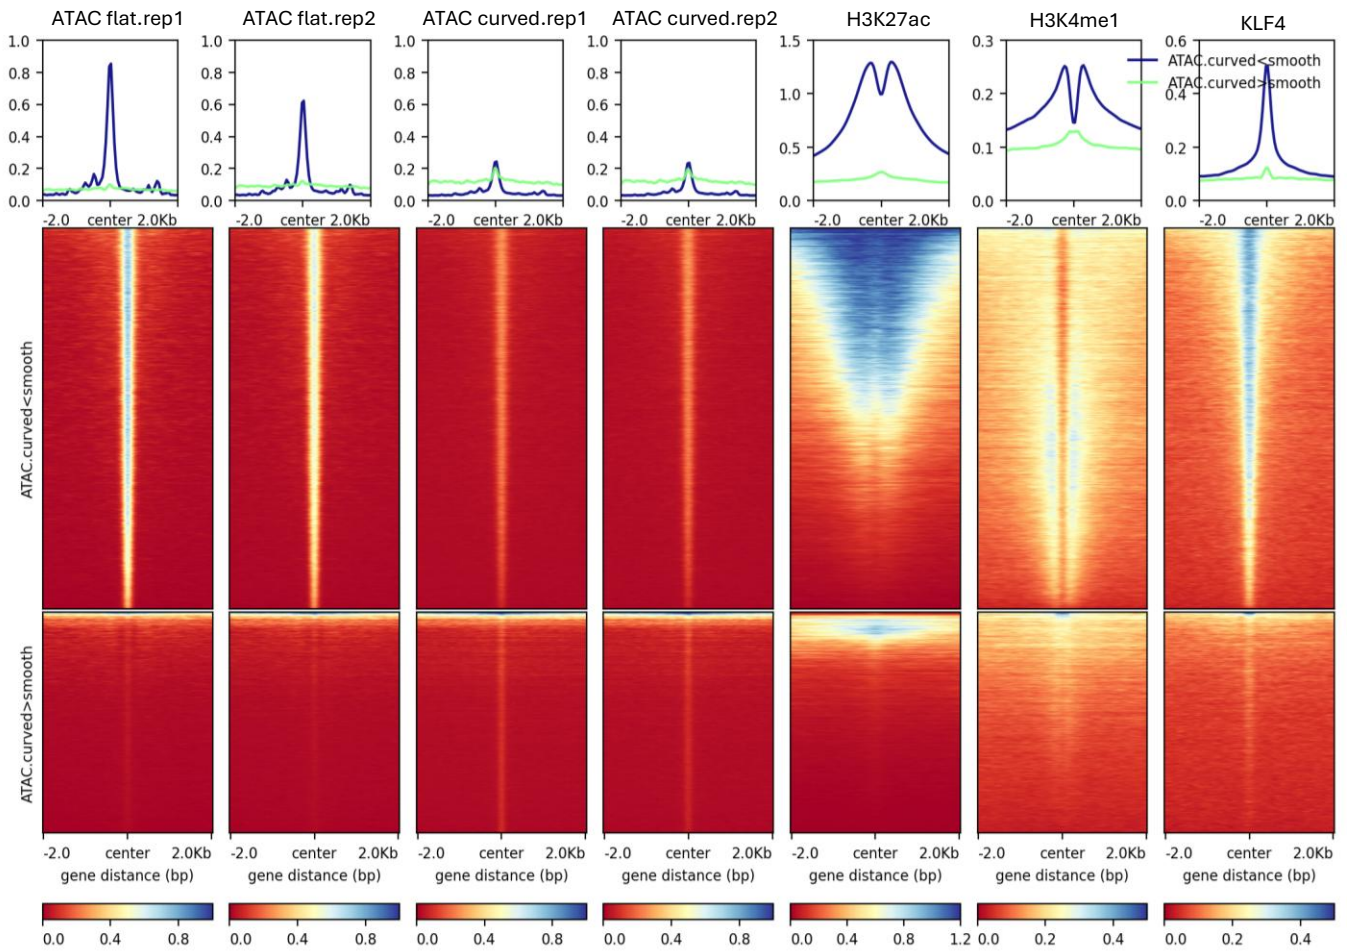 ATAC flat.rep1 ATAC flat.rep2 ATAC curved.rep1 ATAC curved.rep2 H3K27ac H3K4me1 KLF4
1.0 1.0 1.0 1.0 1.5 0.3 0.6
ATAC.curved<smooth
0.8 0.8 0.8 0.8
ATAC.curved>smooth
0.6 0.6 0.6 0.6 1.0 0.2 0.4
0.4 0.4 0.4 0.4
0.2 0.2 0.2 0.2 0.5 0.1 0.2
0.0 0.0 0.0 0.0 0.0 0.0 0.0
-2.0 center 2.0Kb -2.0 center 2.0Kb -2.0 center 2.0Kb -2.0 center 2.0Kb -2.0 center 2.0Kb -2.0 center 2.0Kb -2.0 center 2.0Kb
ATAC.curved<smooth
ATAC.curved>smooth
-2.0 center 2.0Kb -2.0 center 2.0Kb -2.0 center 2.0Kb -2.0 center 2.0Kb -2.0 center 2.0Kb -2.0 center 2.0Kb -2.0 center 2.0Kb
gene distance (bp) gene distance (bp) gene distance (bp) gene distance (bp) gene distance (bp) gene distance (bp) gene distance (bp)
0.0 0.4 0.8 0.0 0.4 0.8 0.0 0.4 0.8 0.0 0.4 0.8 0.0 0.4 0.8 1.2 0.0 0.2 0.4 0.0 0.2 0.4